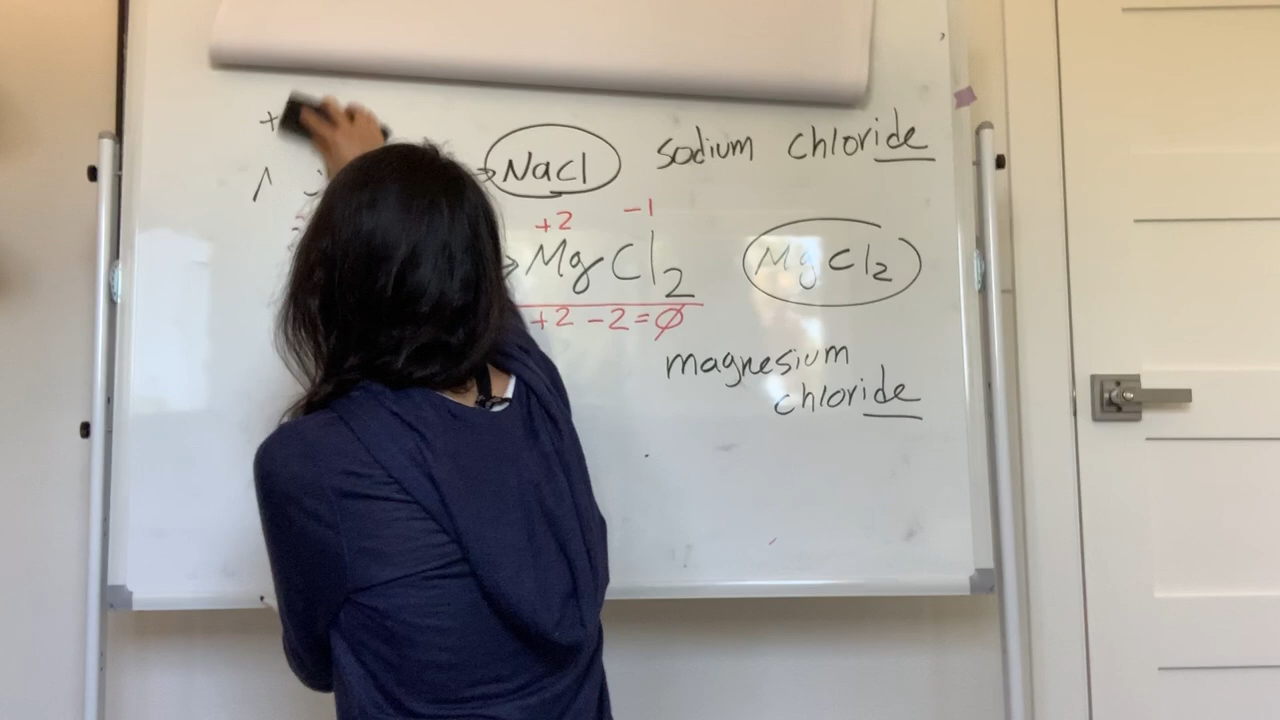 +
NaCl sodium chloride
+2 -1
MgCl₂ MgCl₂
+2 -2=∅
magnesium
chloride